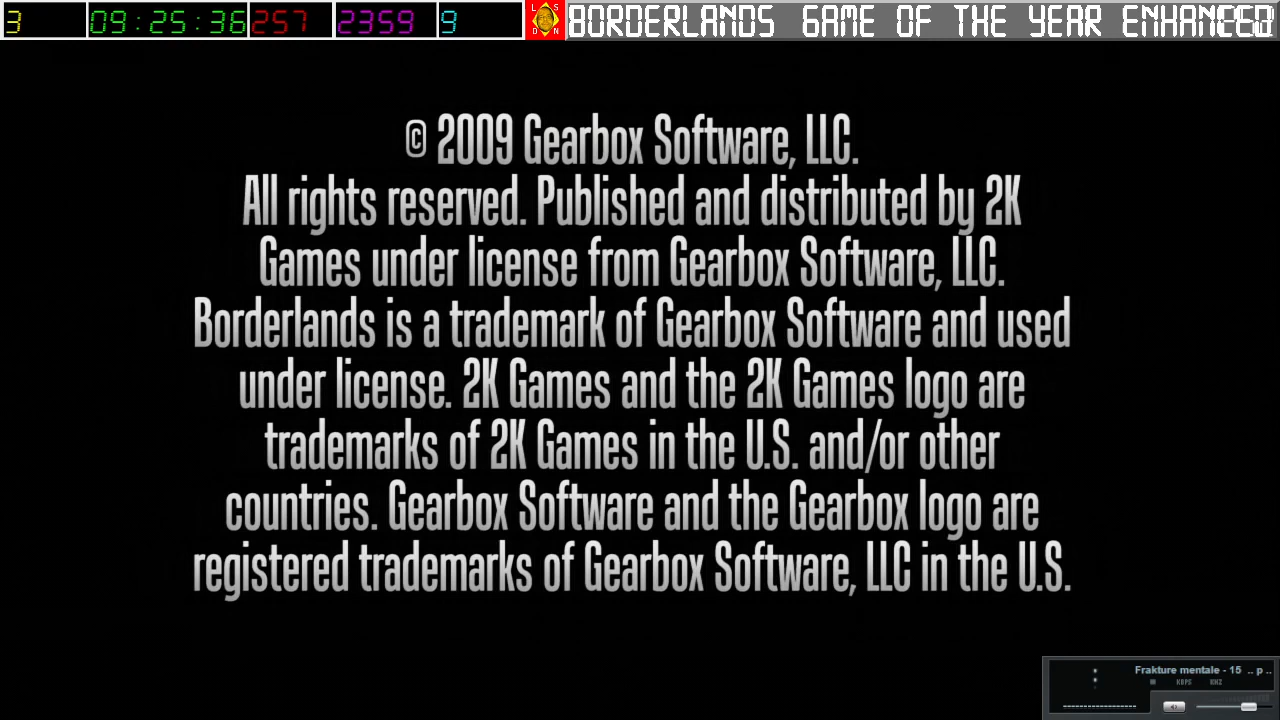 3 09:25:36 257 2359 9 LSDN BORDERLANDS GAME OF THE YEAR ENHANCED
© 2009 Gearbox Software, LLC.
All rights reserved. Published and distributed by 2K
Games under license from Gearbox Software, LLC.
Borderlands is a trademark of Gearbox Software and used
under license. 2K Games and the 2K Games logo are
trademarks of 2K Games in the U.S. and/or other
countries. Gearbox Software and the Gearbox logo are
registered trademarks of Gearbox Software, LLC in the U.S.
Frakture mentale - 15 .. p ..
KBPS KHZ